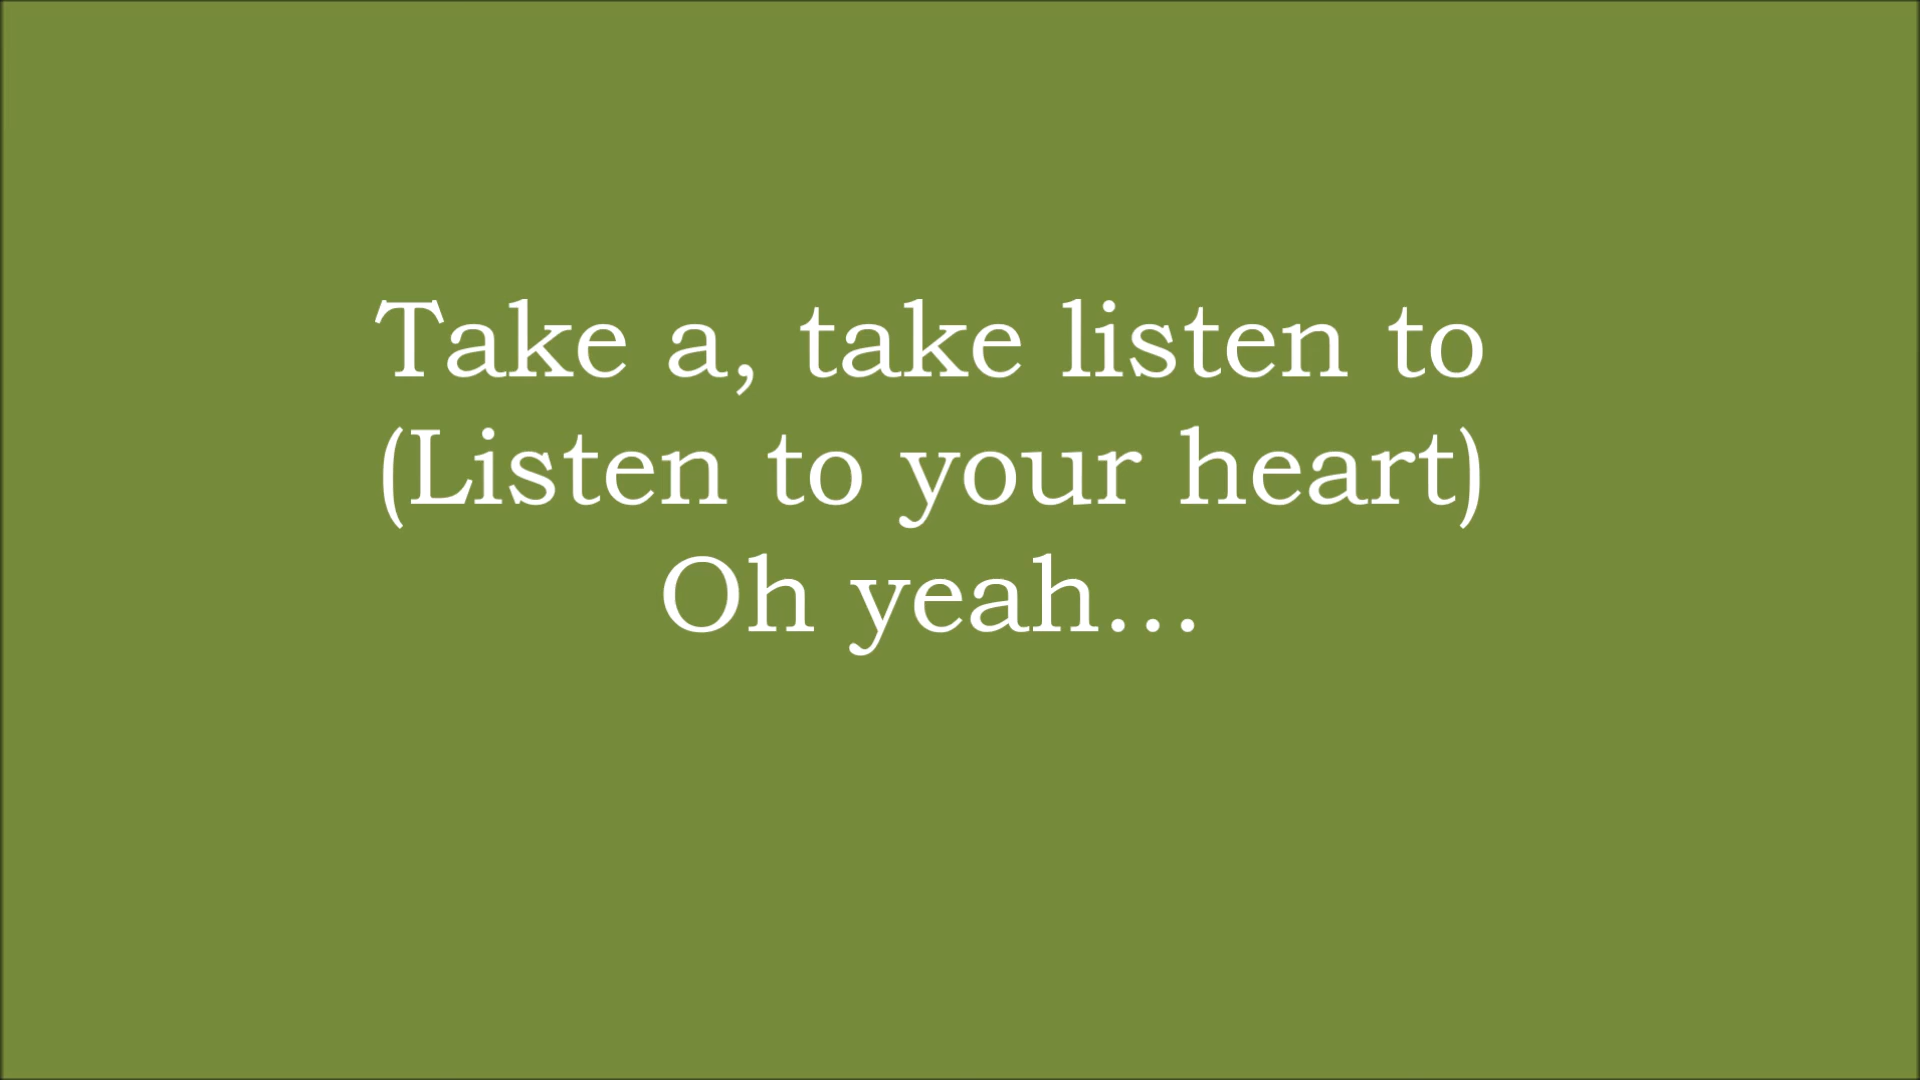 Take a, take listen to
(Listen to your heart)
Oh yeah...